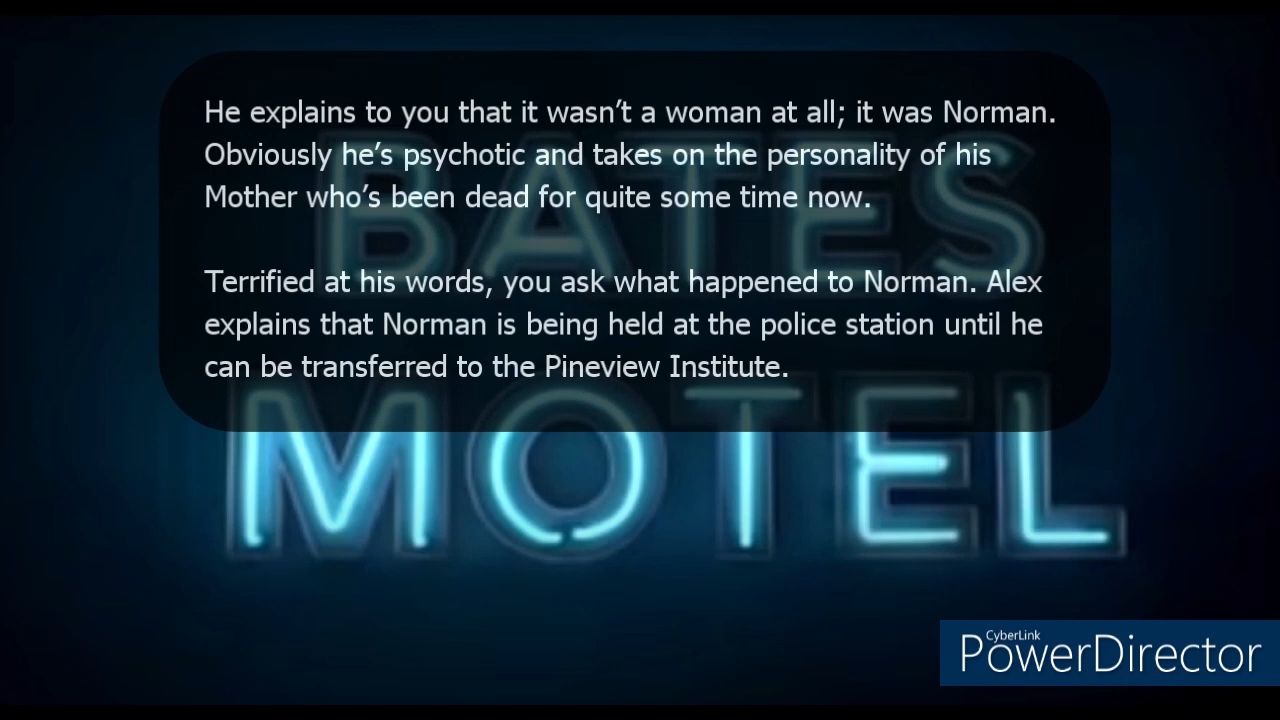 He explains to you that it wasn’t a woman at all; it was Norman.
Obviously he’s psychotic and takes on the personality of his
Mother who’s been dead for quite some time now.
Terrified at his words, you ask what happened to Norman. Alex
explains that Norman is being held at the police station until he
can be transferred to the Pineview Institute.
BATES
MOTEL
CyberLink
PowerDirector